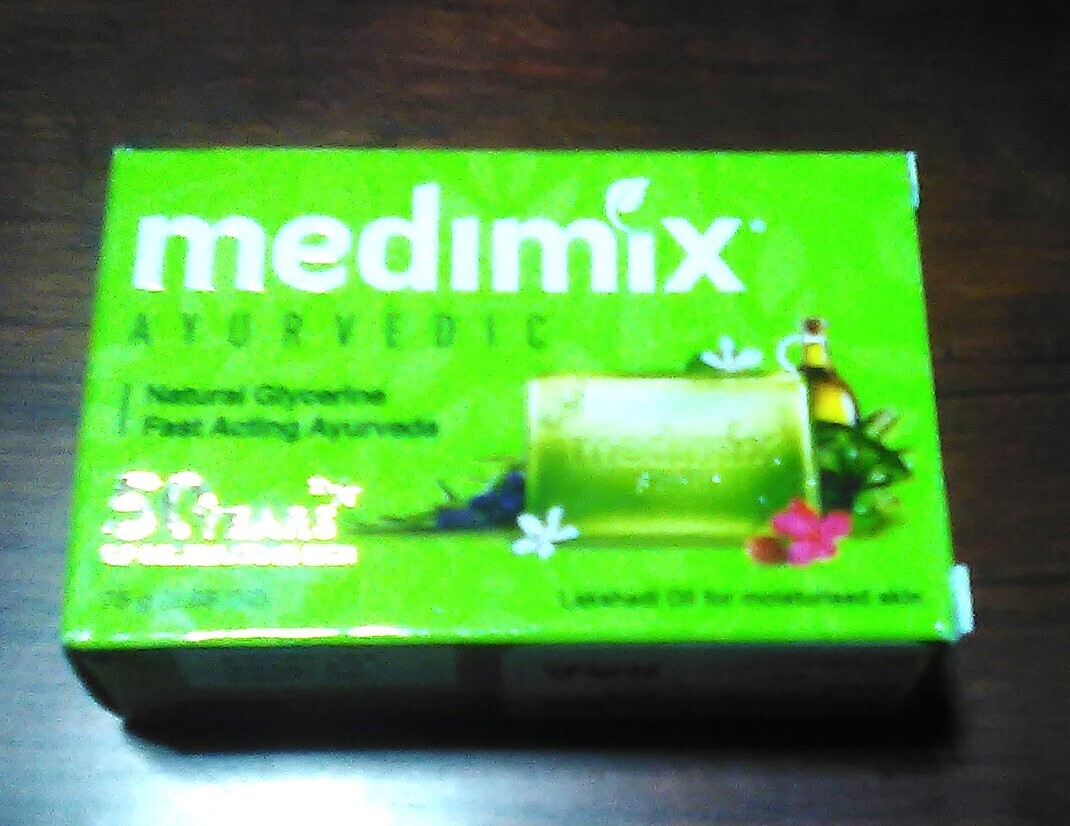 medimix
AYURVEDIC
Natural Glycerine
Fast Acting Ayurveda
YEARS
Lakshadi Oil for moisturised skin